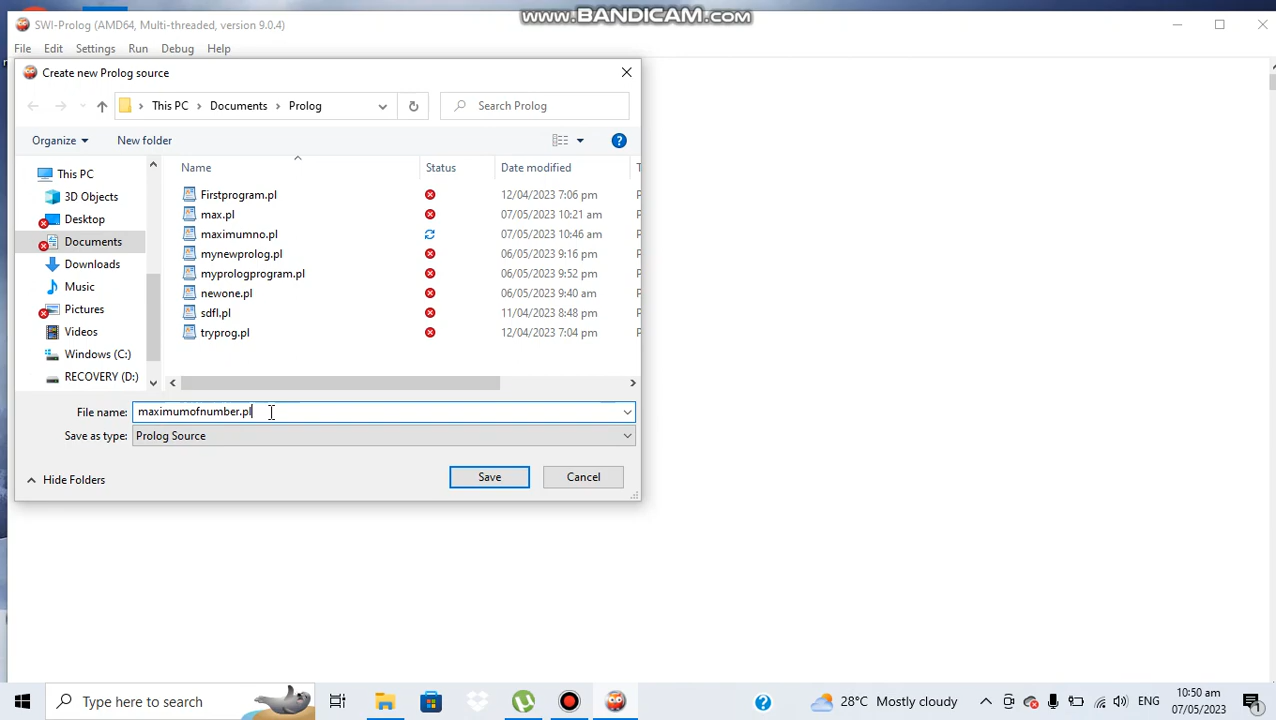 www.BANDICAM.com
SWI-Prolog (AMD64, Multi-threaded, version 9.0.4)
File Edit Settings Run Debug Help
Create new Prolog source
This PC > Documents > Prolog
Search Prolog
Organize New folder
Name Status Date modified
This PC
3D Objects
Desktop
Documents
Downloads
Music
Pictures
Videos
Windows (C:)
RECOVERY (D:)
Firstprogram.pl 12/04/2023 7:06 pm P
max.pl 07/05/2023 10:21 am P
maximumno.pl 07/05/2023 10:46 am P
mynewprolog.pl 06/05/2023 9:16 pm P
myprologprogram.pl 06/05/2023 9:52 pm P
newone.pl 06/05/2023 9:40 am P
sdfl.pl 11/04/2023 8:48 pm P
tryprog.pl 12/04/2023 7:04 pm P
File name: maximumofnumber.pl
Save as type: Prolog Source
Hide Folders
Save Cancel
Type here to search
28°C Mostly cloudy
ENG
10:50 am
07/05/2023
1